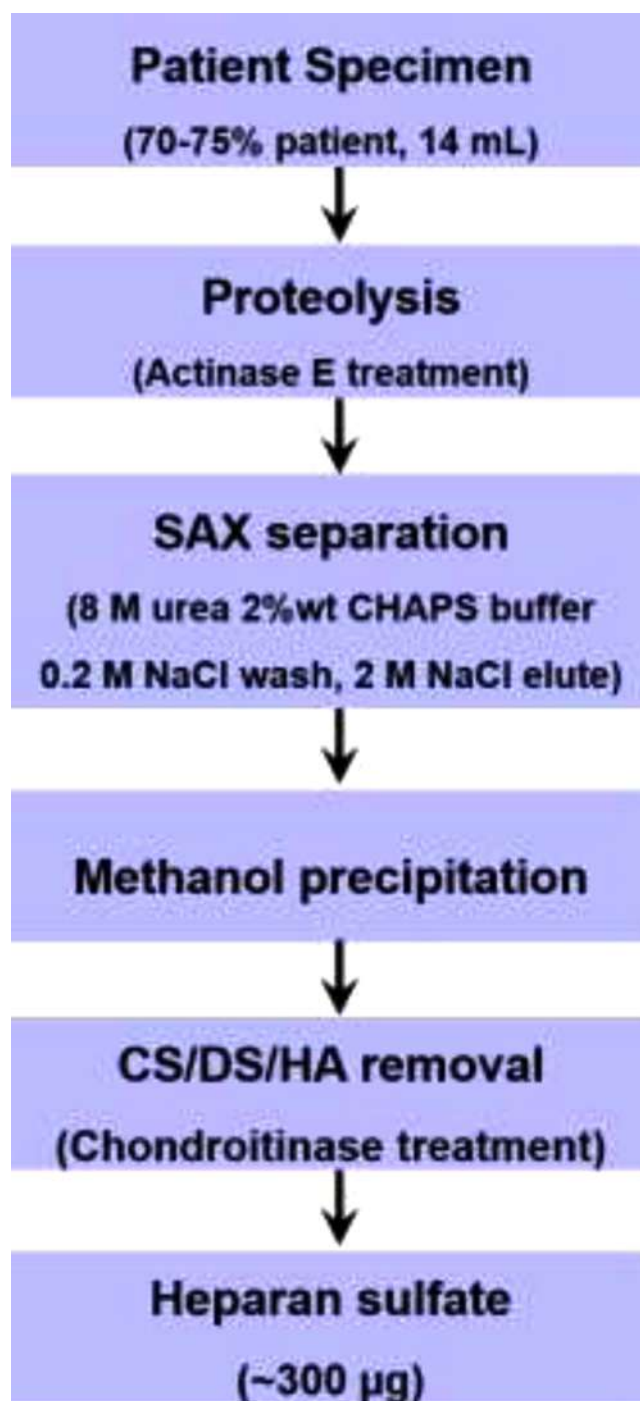 Patient Specimen
(70-75% patient, 14 mL)
Proteolysis
(Actinase E treatment)
SAX separation
(8 M urea 2%wt CHAPS buffer
0.2 M NaCl wash, 2 M NaCl elute)
Methanol precipitation
CS/DS/HA removal
(Chondroitinase treatment)
Heparan sulfate
(~300 µg)